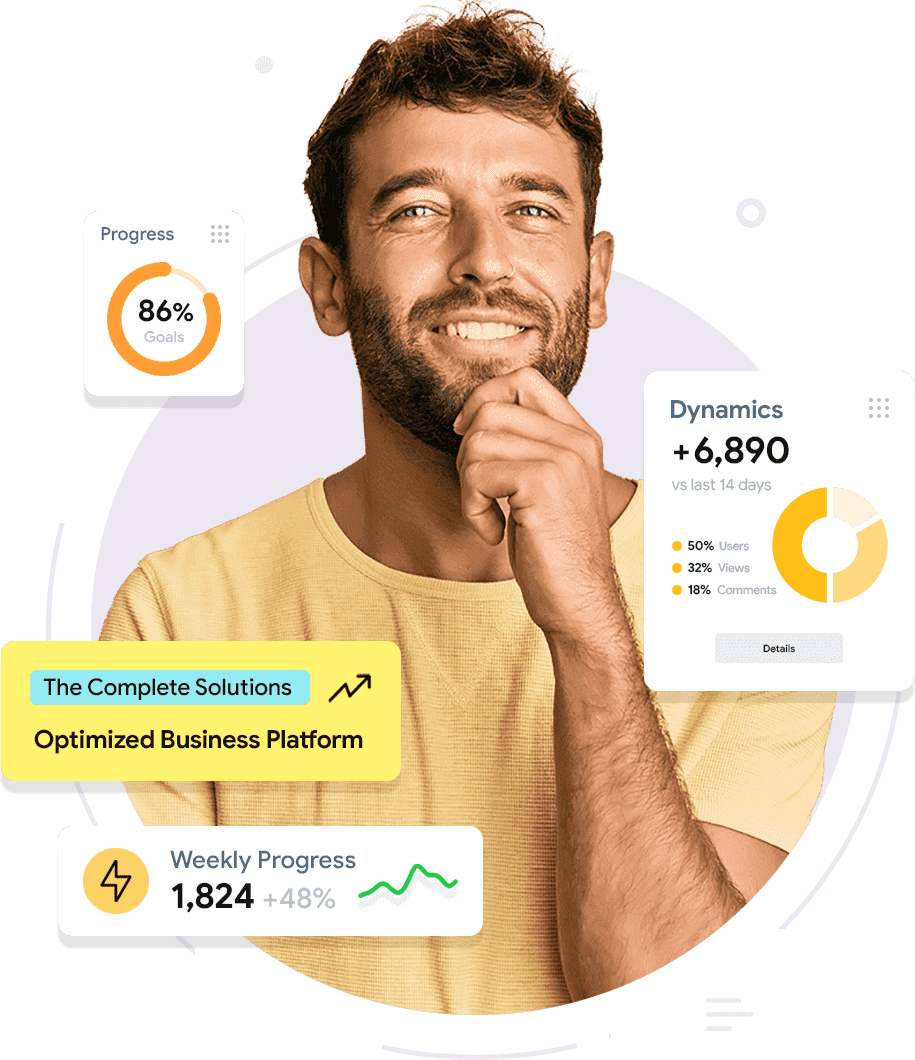 Progress
86%
Goals
Dynamics
+6,890
vs last 14 days
50% Users
32% Views
18% Comments
Details
The Complete Solutions
Optimized Business Platform
Weekly Progress
1,824 +48%